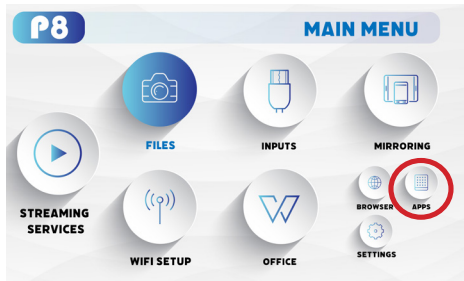 P8
MAIN MENU
FILES
INPUTS
MIRRORING
BROWSER
APPS
STREAMING
SERVICES
WIFI SETUP
OFFICE
SETTINGS